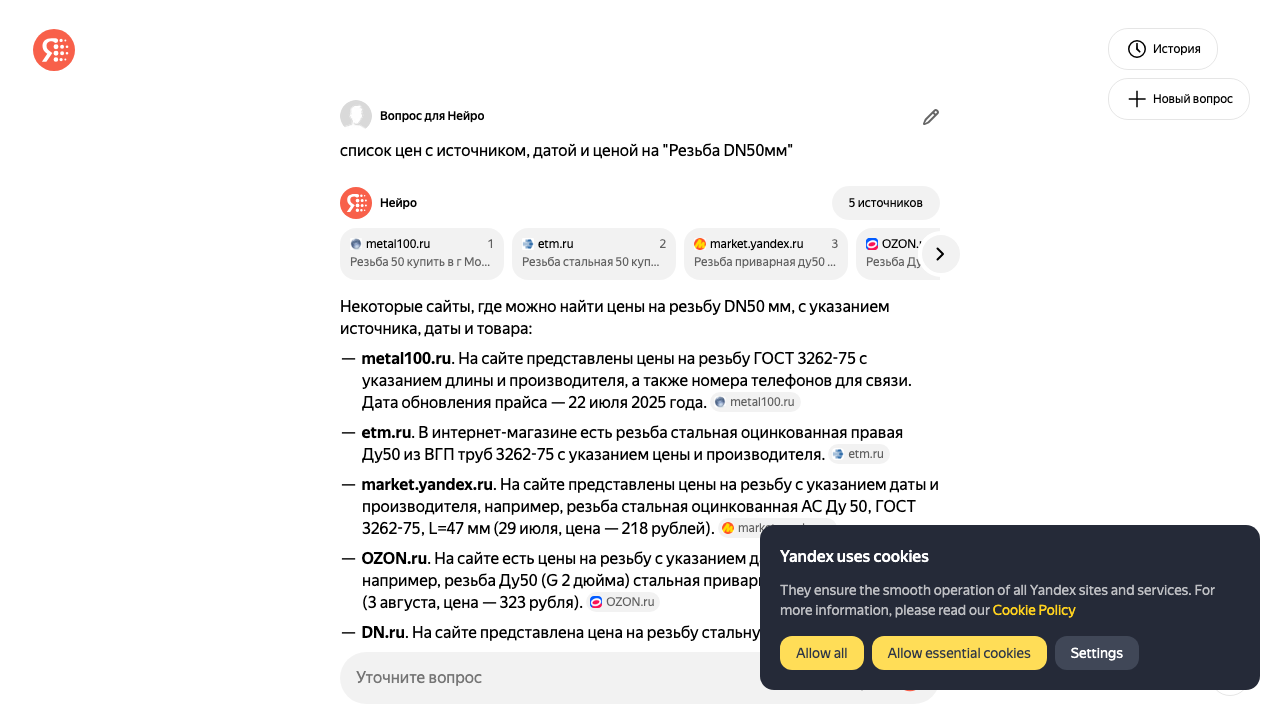 История
Новый вопрос
Вопрос для Нейро
список цен с источником, датой и ценой на "Резьба DN50мм"
Нейро
5 источников
metal100.ru 1
Резьба 50 купить в г Мо...
etm.ru 2
Резьба стальная 50 куп...
market.yandex.ru 3
Резьба приварная ду50 ...
OZON.
Резьба Ду
Некоторые сайты, где можно найти цены на резьбу DN50 мм, с указанием
источника, даты и товара:
— metal100.ru. На сайте представлены цены на резьбу ГОСТ 3262-75 с
указанием длины и производителя, а также номера телефонов для связи.
Дата обновления прайса — 22 июля 2025 года. metal100.ru
— etm.ru. В интернет-магазине есть резьба стальная оцинкованная правая
Ду50 из ВГП труб 3262-75 с указанием цены и производителя. etm.ru
— market.yandex.ru. На сайте представлены цены на резьбу с указанием даты и
производителя, например, резьба стальная оцинкованная АС Ду 50, ГОСТ
3262-75, L=47 мм (29 июля, цена — 218 рублей).
— OZON.ru. На сайте есть цены на резьбу с указанием
например, резьба Ду50 (G 2 дюйма) стальная
(3 августа, цена — 323 рубля). OZON.ru
— DN.ru. На сайте представлена цена на резьбу
Уточните вопрос
Yandex uses cookies
They ensure the smooth operation of all Yandex sites and services. For
more information, please read our Cookie Policy
Allow all
Allow essential cookies
Settings